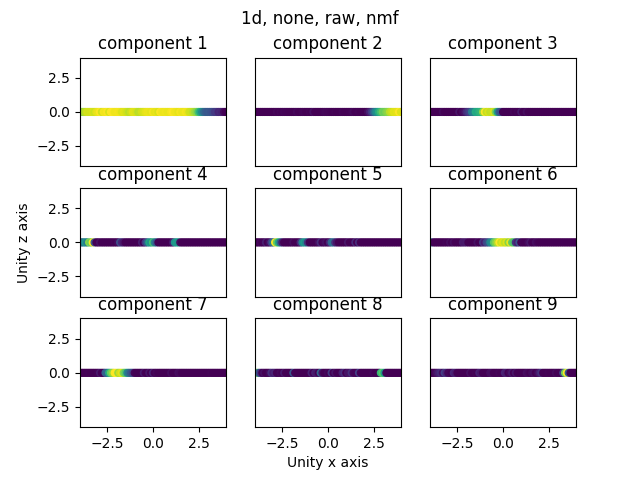 1d, none, raw, nmf
component 1
component 2
component 3
2.5
0.0
−2.5
component 4
component 5
component 6
2.5
0.0
−2.5
Unity z axis
component 7
component 8
component 9
2.5
0.0
−2.5
−2.5 0.0 2.5
−2.5 0.0 2.5
−2.5 0.0 2.5
Unity x axis